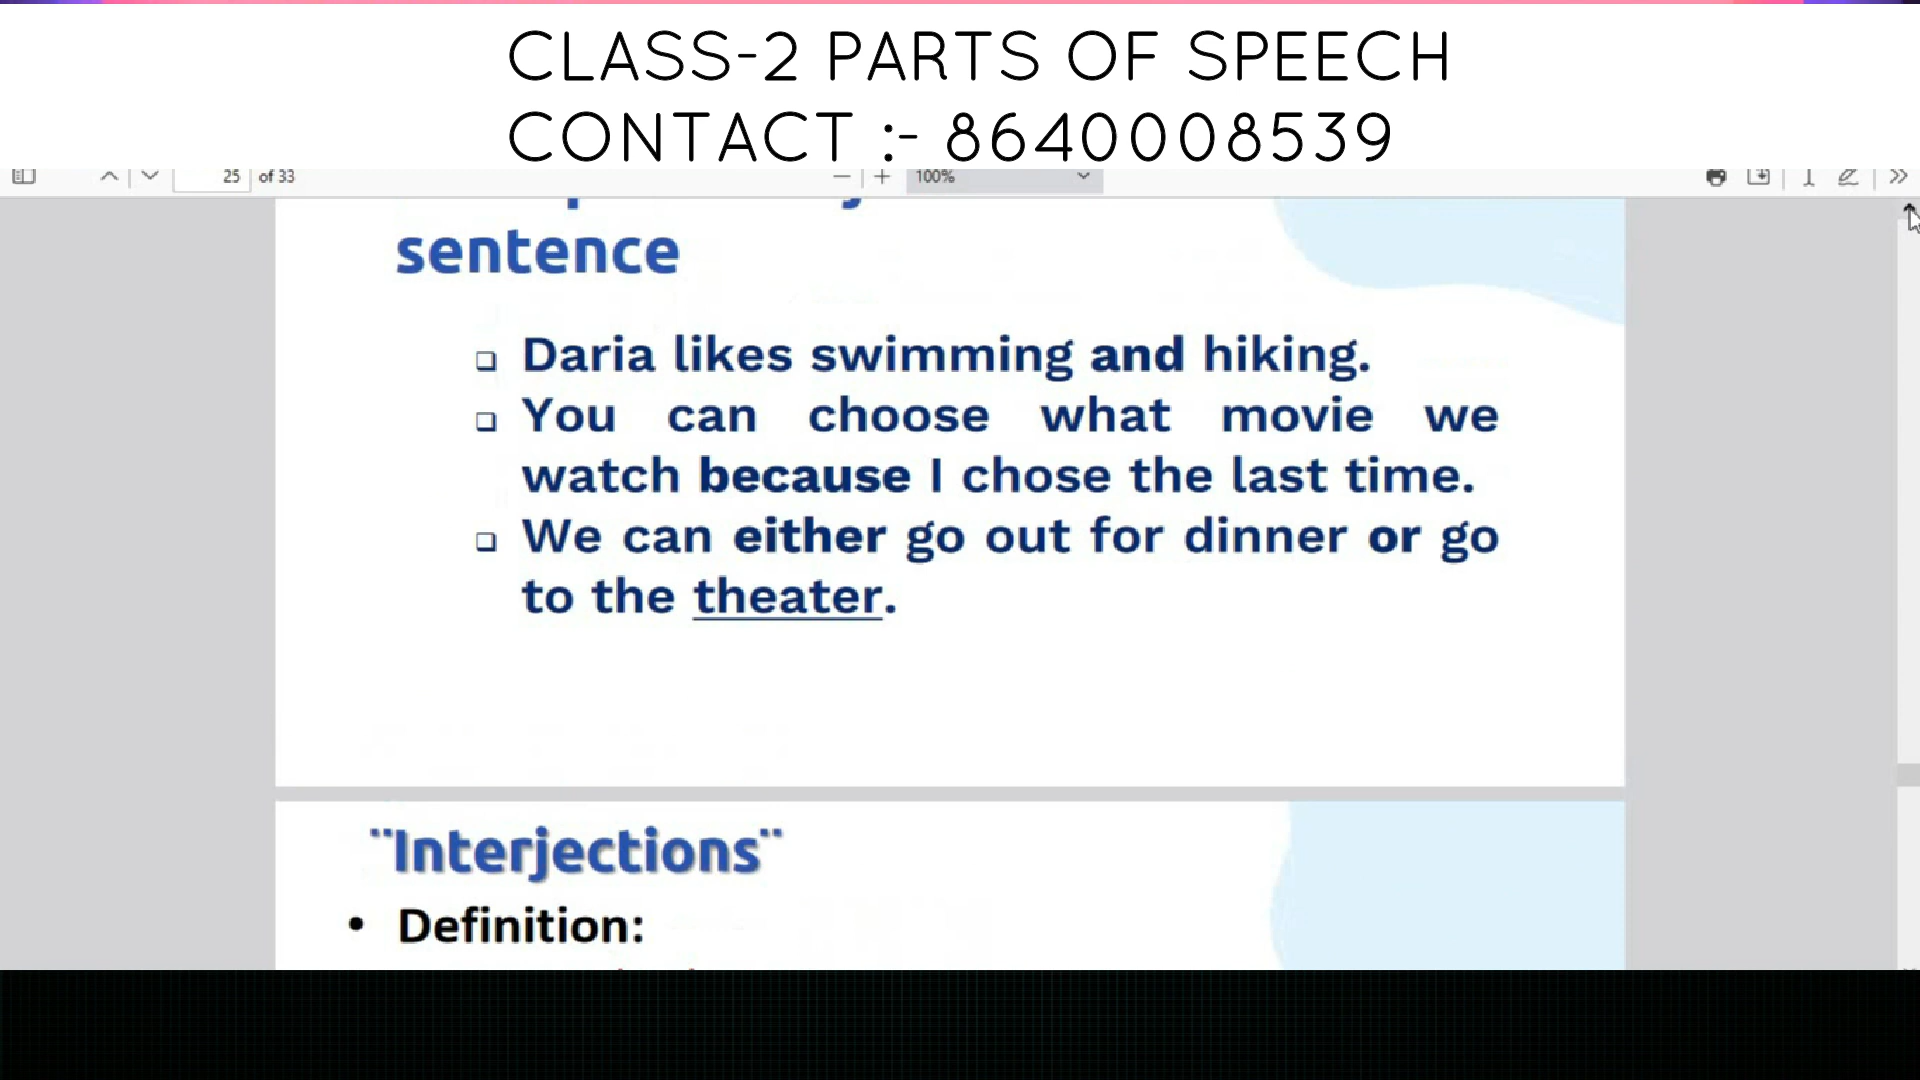 CLASS-2 PARTS OF SPEECH
CONTACT :- 8640008539
25 of 33
100%
sentence
❑ Daria likes swimming and hiking.
❑ You can choose what movie we
watch because I chose the last time.
❑ We can either go out for dinner or go
to the theater.
¨Interjections¨
• Definition: